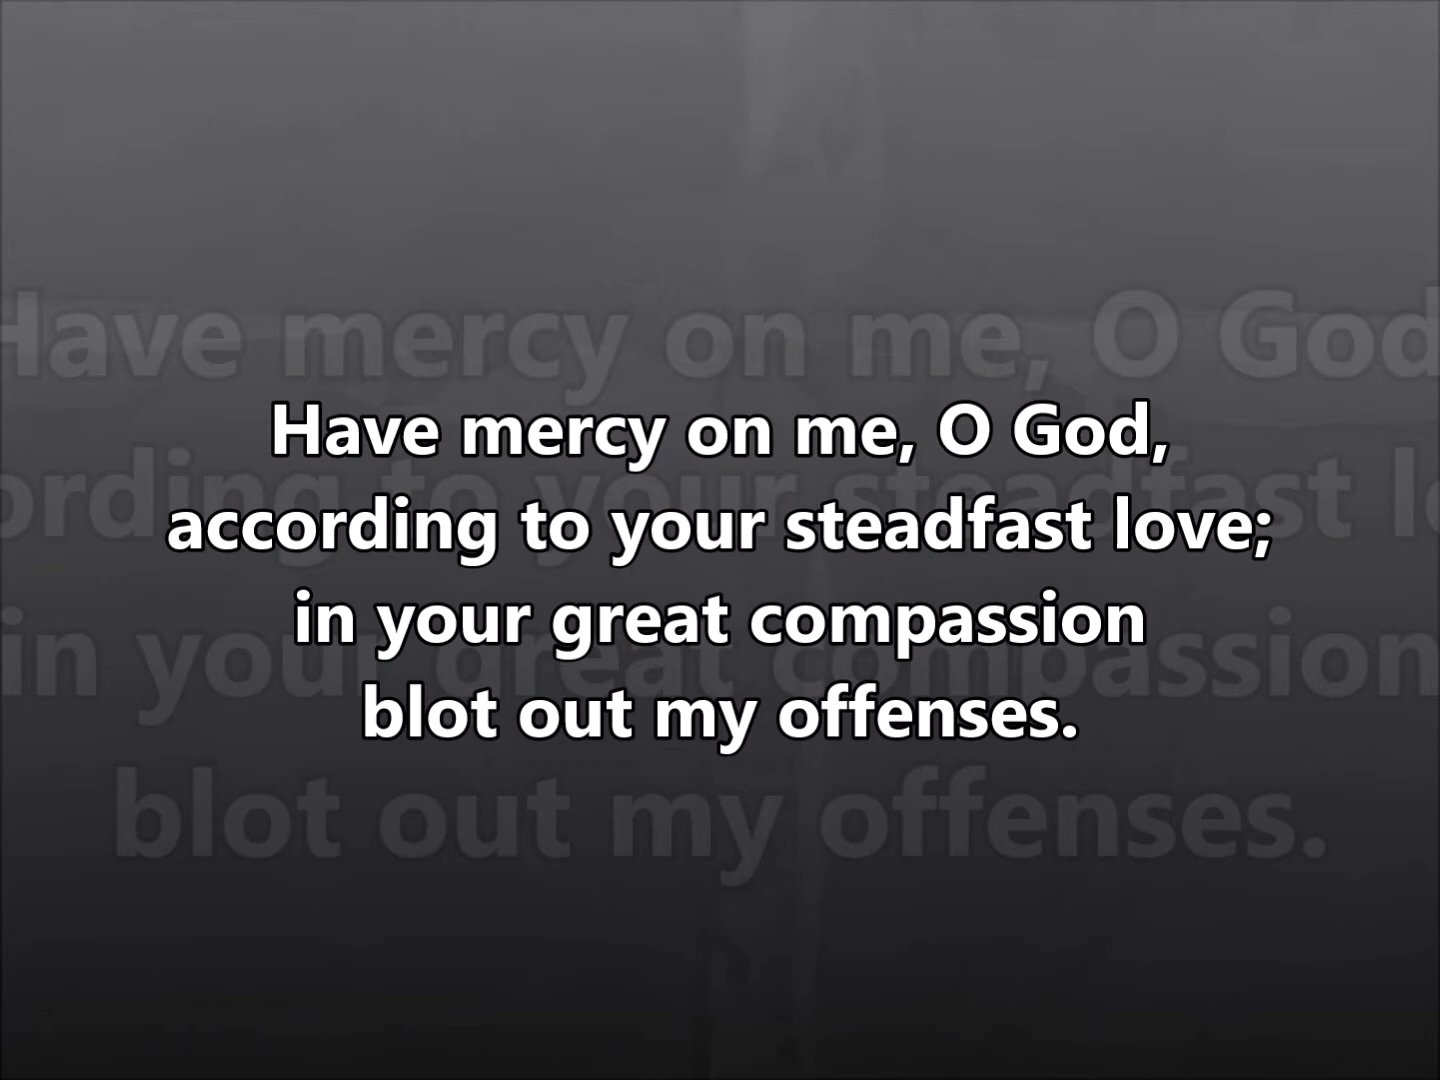 Have mercy on me, O God,
according to your steadfast love;
in your great compassion
blot out my offenses.